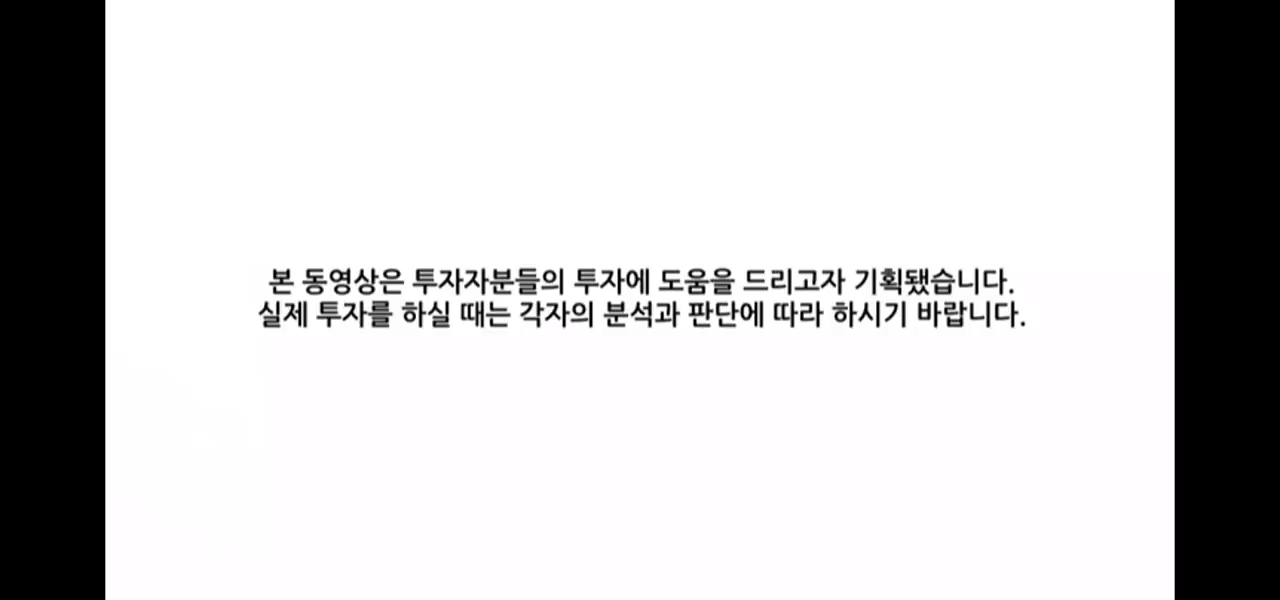 본 동영상은 투자자분들의 투자에 도움을 드리고자 기획됐습니다.
실제 투자를 하실 때는 각자의 분석과 판단에 따라 하시기 바랍니다.